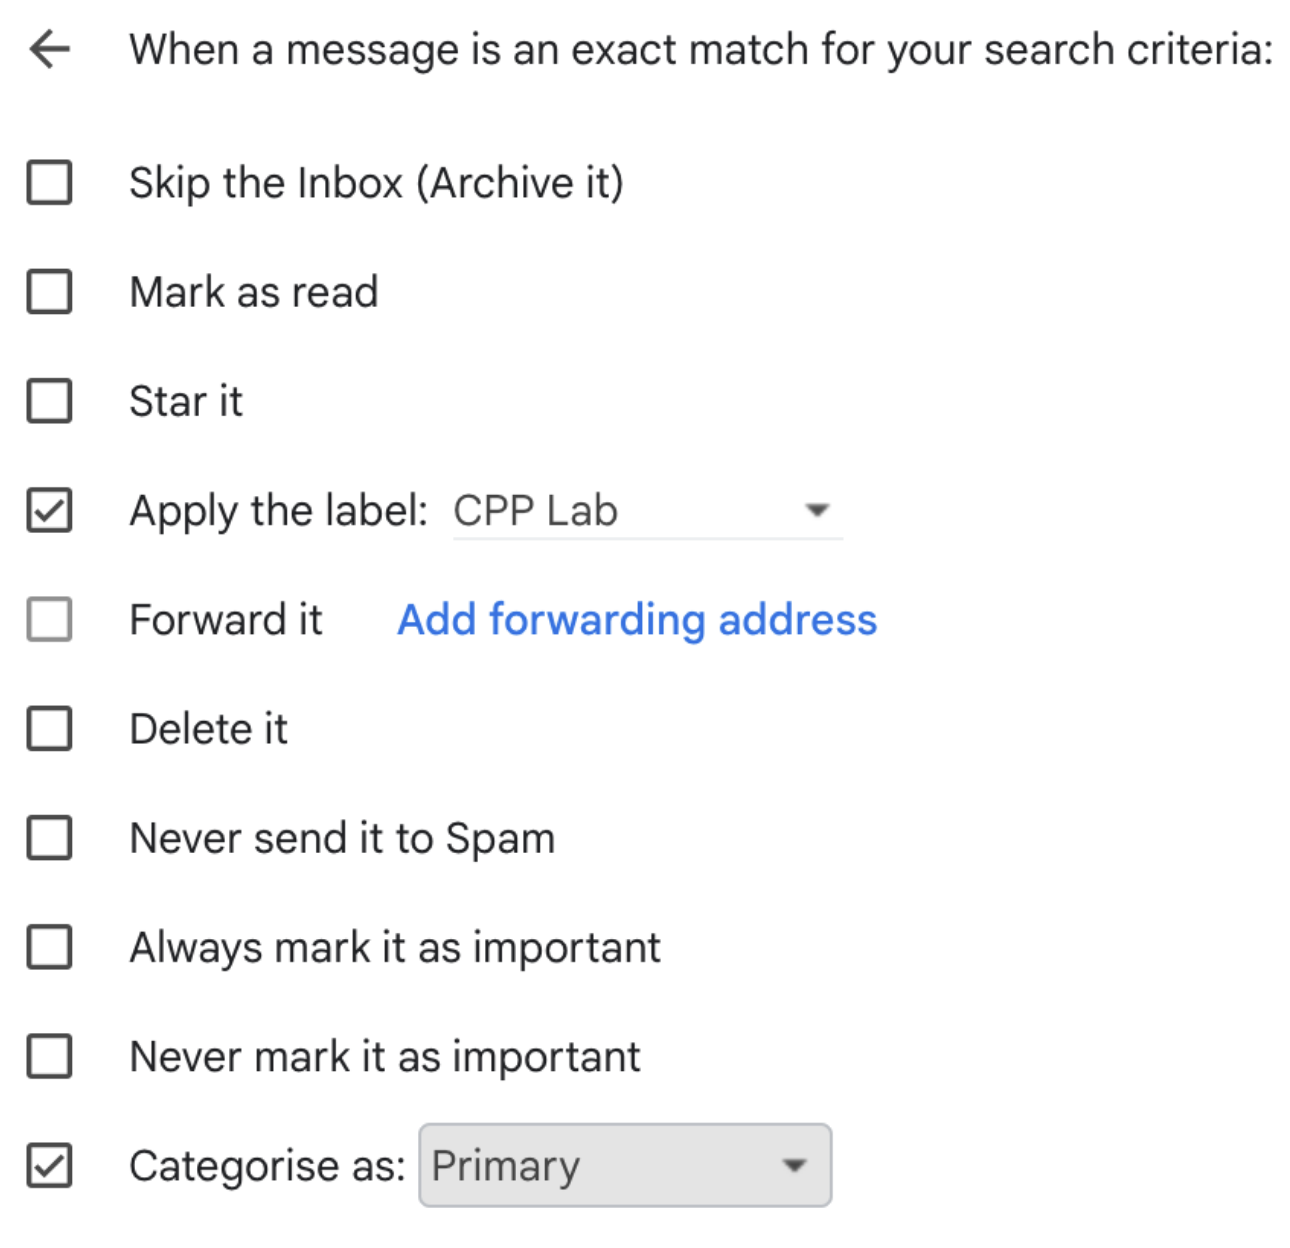 When a message is an exact match for your search criteria:
Skip the Inbox (Archive it)
Mark as read
Star it
Apply the label: CPP Lab
Forward it Add forwarding address
Delete it
Never send it to Spam
Always mark it as important
Never mark it as important
Categorise as: Primary